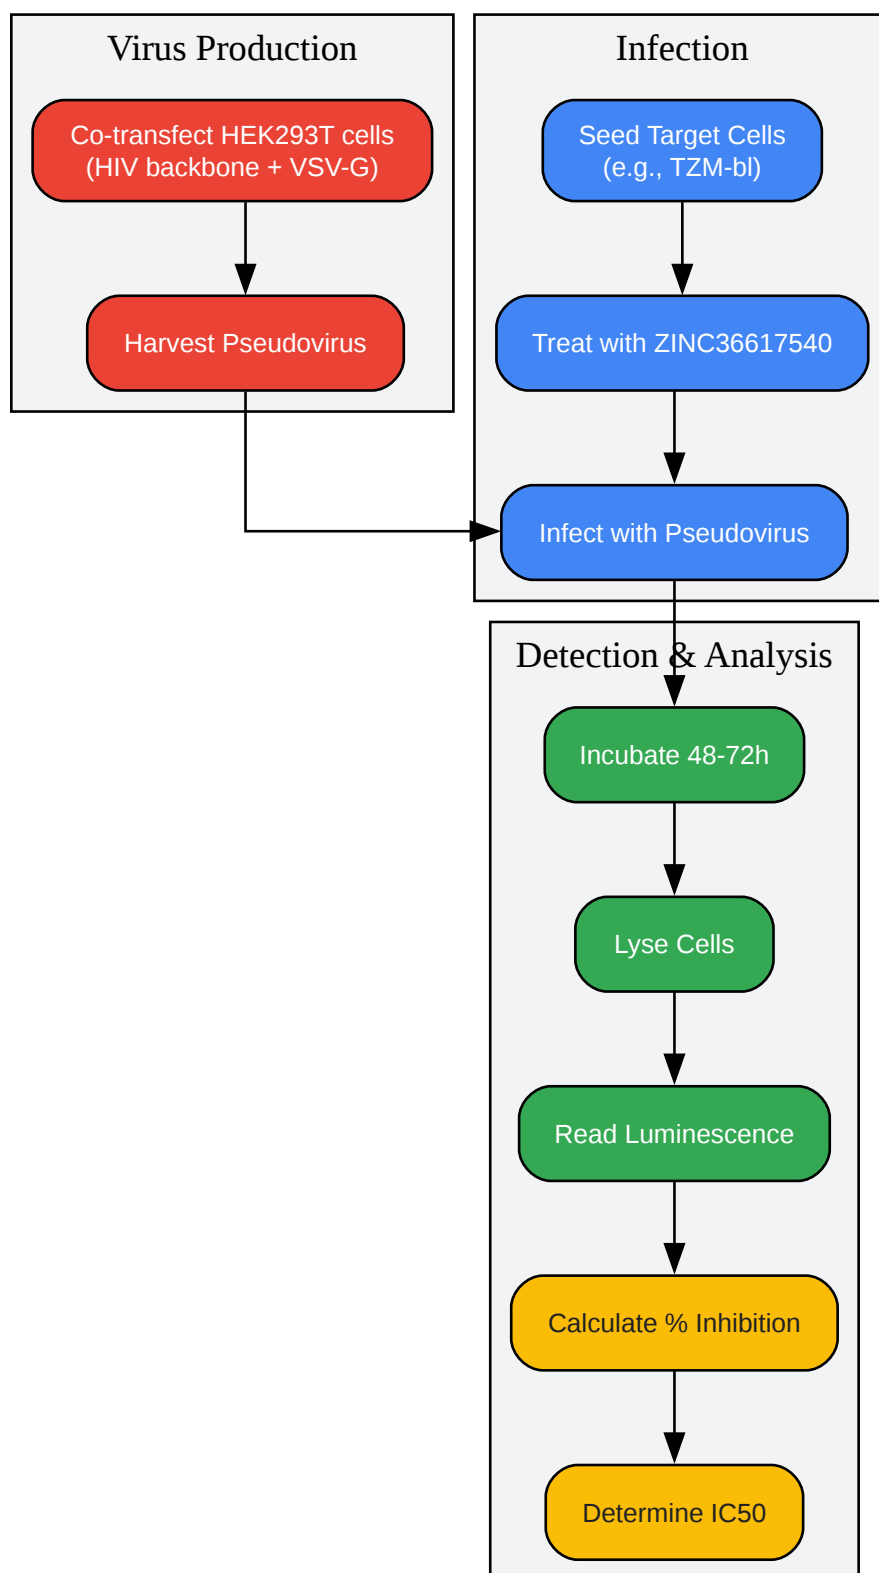 Virus Production
Co-transfect HEK293T cells
(HIV backbone + VSV-G)
Harvest Pseudovirus
Infection
Seed Target Cells
(e.g., TZM-bl)
Treat with ZINC36617540
Infect with Pseudovirus
Detection & Analysis
Incubate 48-72h
Lyse Cells
Read Luminescence
Calculate % Inhibition
Determine IC50